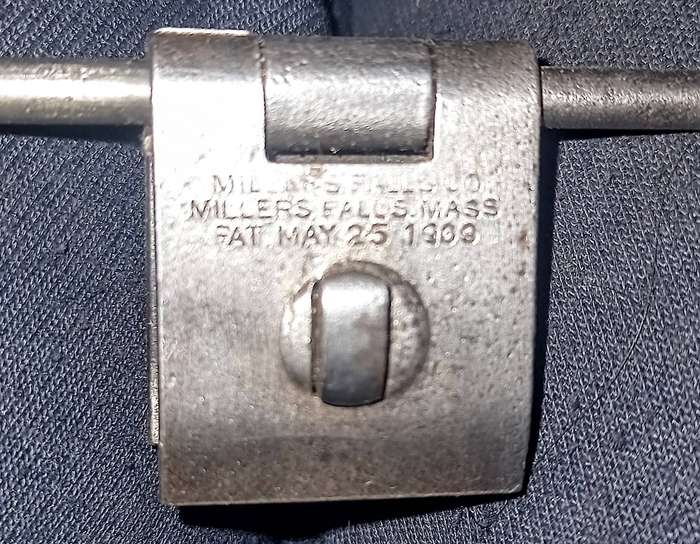 MILLERS FALLS CO.
MILLERS FALLS. MASS
PAT. MAY 25 1909